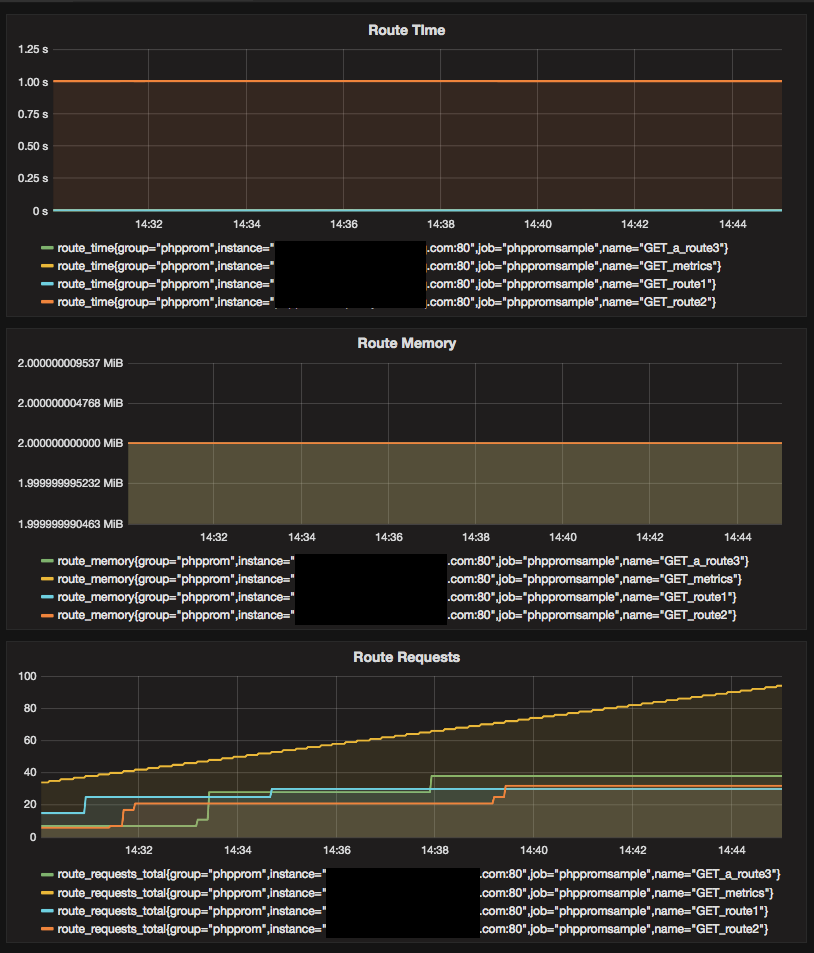 Route TIme
1.25 s
1.00 s
0.75 s
0.50 s
0.25 s
0 s
14:32 14:34 14:36 14:38 14:40 14:42 14:44
route_time{group="phpprom",instance=" .com:80",job="phppromsample",name="GET_a_route3"}
route_time{group="phpprom",instance=" .com:80",job="phppromsample",name="GET_metrics"}
route_time{group="phpprom",instance=" .com:80",job="phppromsample",name="GET_route1"}
route_time{group="phpprom",instance=" .com:80",job="phppromsample",name="GET_route2"}
Route Memory
2.000000009537 MiB
2.000000004768 MiB
2.000000000000 MiB
1.999999995232 MiB
1.999999990463 MiB
14:32 14:34 14:36 14:38 14:40 14:42 14:44
route_memory{group="phpprom",instance=" .com:80",job="phppromsample",name="GET_a_route3"}
route_memory{group="phpprom",instance=" .com:80",job="phppromsample",name="GET_metrics"}
route_memory{group="phpprom",instance=" .com:80",job="phppromsample",name="GET_route1"}
route_memory{group="phpprom",instance=" .com:80",job="phppromsample",name="GET_route2"}
Route Requests
100
80
60
40
20
0
14:32 14:34 14:36 14:38 14:40 14:42 14:44
route_requests_total{group="phpprom",instance=" .com:80",job="phppromsample",name="GET_a_route3"}
route_requests_total{group="phpprom",instance=" .com:80",job="phppromsample",name="GET_metrics"}
route_requests_total{group="phpprom",instance=" .com:80",job="phppromsample",name="GET_route1"}
route_requests_total{group="phpprom",instance=" .com:80",job="phppromsample",name="GET_route2"}